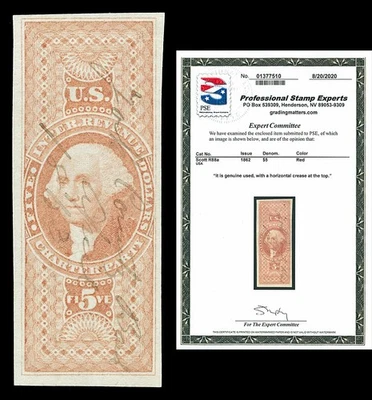 U.S.
INTER. REVENUE
FIVE DOLLARS
CHARTER PARTY
FI 5 VE
PSE
No. 01377510 8/20/2020
Professional Stamp Experts
PO Box 539309, Henderson, NV 89053-9309
gradingmatters.com
Expert Committee
We have examined the enclosed item submitted to PSE, of which
an image is shown below, and are of the opinion that:
Cat No. Issue Denom. Color
Scott R88a 1862 $5 Red
USA
"It is genuine used, with a horizontal crease at the top."
For The Expert Committee